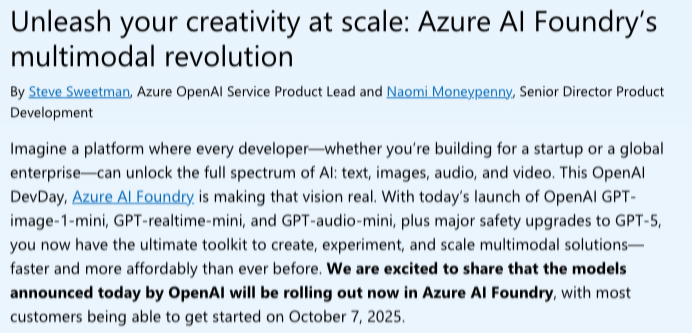 Unleash your creativity at scale: Azure AI Foundry’s
multimodal revolution
By Steve Sweetman, Azure OpenAI Service Product Lead and Naomi Moneypenny, Senior Director Product
Development
Imagine a platform where every developer—whether you’re building for a startup or a global
enterprise—can unlock the full spectrum of AI: text, images, audio, and video. This OpenAI
DevDay, Azure AI Foundry is making that vision real. With today’s launch of OpenAI GPT-
image-1-mini, GPT-realtime-mini, and GPT-audio-mini, plus major safety upgrades to GPT-5,
you now have the ultimate toolkit to create, experiment, and scale multimodal solutions—
faster and more affordably than ever before. We are excited to share that the models
announced today by OpenAI will be rolling out now in Azure AI Foundry, with most
customers being able to get started on October 7, 2025.